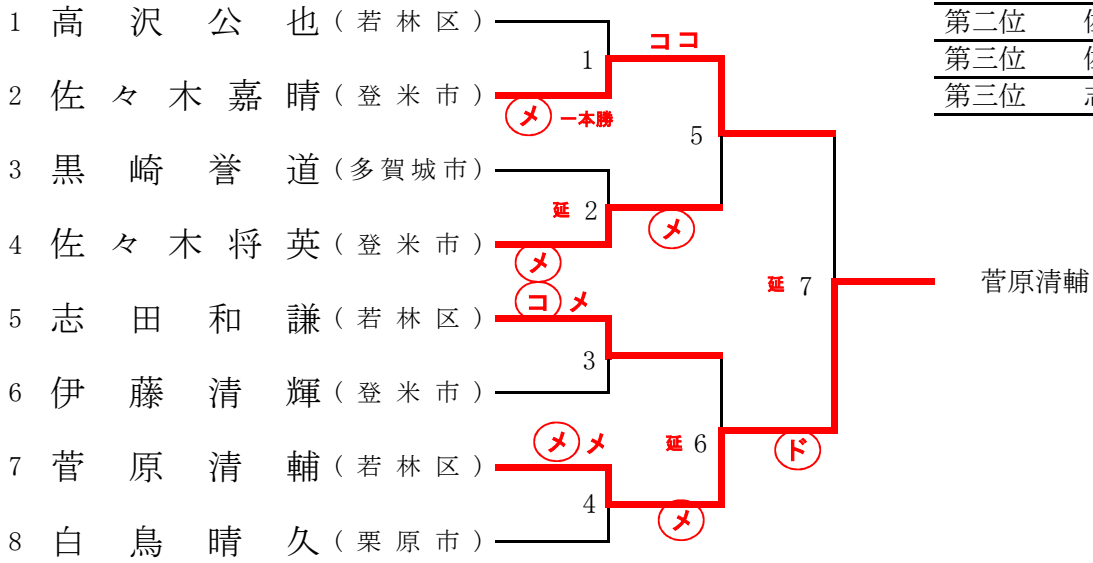 1 高沢公也(若林区)
第二位
ココ
1
第三位
2 佐々木嘉晴(登米市)
メ 一本勝
第三位
5
3 黒崎誉道(多賀城市)
延 2
メ
4 佐々木将英(登米市)
メ
延 7
菅原清輔
コ メ
5 志田和謙(若林区)
3
6 伊藤清輝(登米市)
メ メ
延 6
ド
7 菅原清輔(若林区)
4
メ
8 白鳥晴久(栗原市)